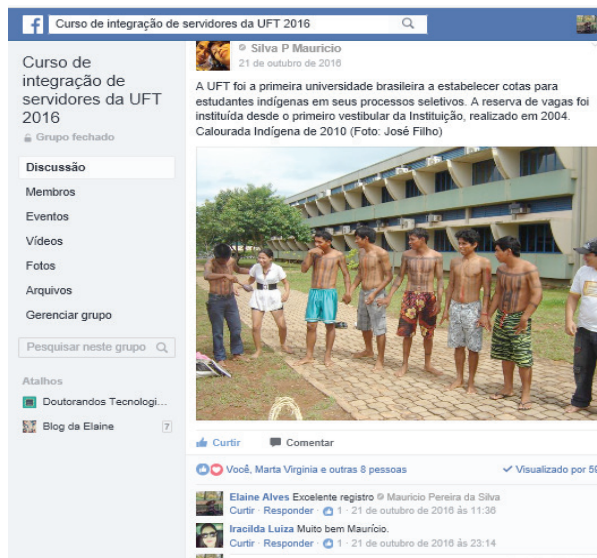 f Curso de integração de servidores da UFT 2016
Curso de
integração de
servidores da UFT
2016
Grupo fechado
Discussão
Membros
Eventos
Vídeos
Fotos
Arquivos
Gerenciar grupo
Pesquisar neste grupo
Atalhos
Doutorandos Tecnologi...
Blog da Elaine 7
Silva P Mauricio
21 de outubro de 2016
A UFT foi a primeira universidade brasileira a estabelecer cotas para
estudantes indígenas em seus processos seletivos. A reserva de vagas foi
instituída desde o primeiro vestibular da Instituição, realizado em 2004.
Calourada Indígena de 2010 (Foto: José Filho)
Curtir Comentar
Você, Marta Virginia e outras 8 pessoas Visualizado por 59
Elaine Alves Excelente registro Mauricio Pereira da Silva
Curtir · Responder · 1 · 21 de outubro de 2016 às 11:36
Iracilda Luiza Muito bem Maurício.
Curtir · Responder · 1 · 21 de outubro de 2016 às 23:14